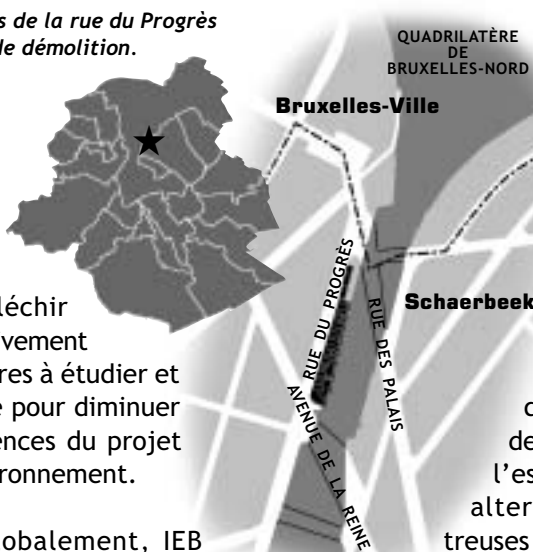 s de la rue du Progrès
de démolition.
QUADRILATÈRE
DE
BRUXELLES-NORD
Bruxelles-Ville
Schaerbeek
RUE DU PROGRÈS
RUE DES PALAIS
AVENUE DE LA REINE
léchir
ivement
res à étudier et
e pour diminuer
ences du projet
ronnement.
obalement, IEB
de
l'es
alter
treuses